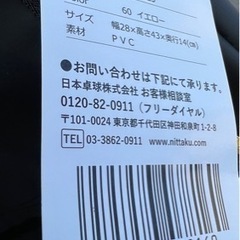 60 イエロー
サイズ 幅28×高さ43×奥行14(㎝)
素材 PVC
●お問い合わせは下記にて承ります。
日本卓球株式会社 お客様相談室
0120-82-0911（フリーダイヤル）
〒101-0024 東京都千代田区神田和泉町1-2-8
TEL 03-3862-0911 www.nittaku.com